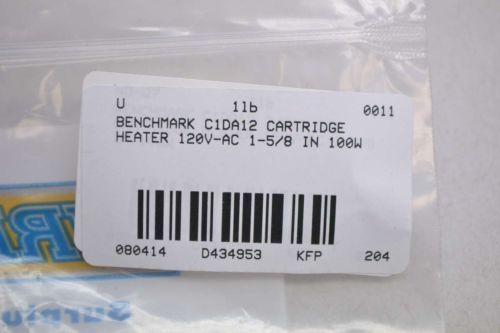 U 1lb 0011
BENCHMARK C1DA12 CARTRIDGE
HEATER 120V-AC 1-5/8 IN 100W
080414 D434953 KFP 204